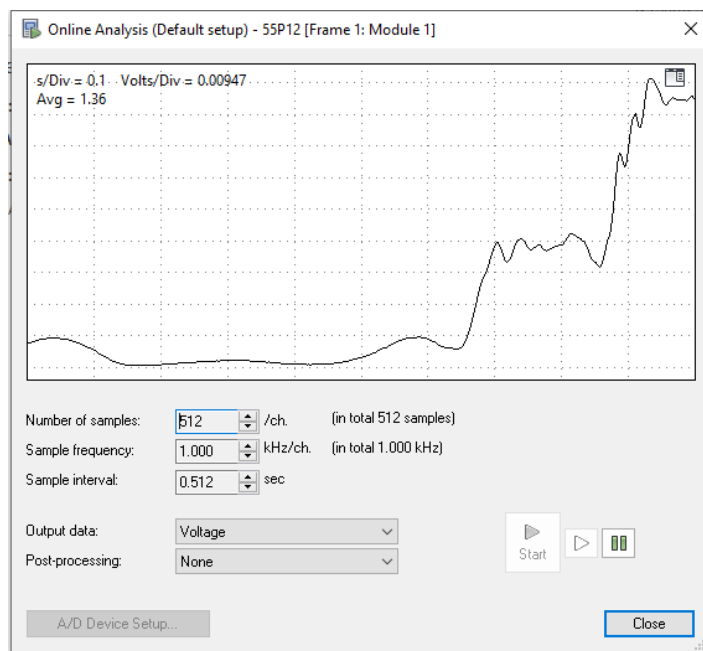 Online Analysis (Default setup) - 55P12 [Frame 1: Module 1]
s/Div = 0.1 Volts/Div = 0.00947
Avg = 1.36
Number of samples: 512 /ch. (in total 512 samples)
Sample frequency: 1.000 kHz/ch. (in total 1.000 kHz)
Sample interval: 0.512 sec
Output data: Voltage
Post-processing: None
Start
A/D Device Setup... Close